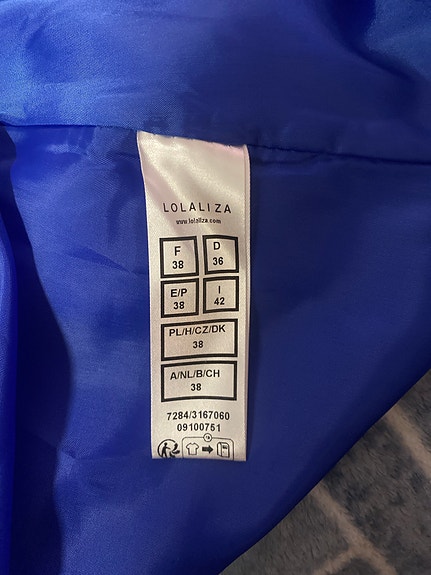 LOLALIZA
www.lolaliza.com
F D
38 36
E/P I
38 42
PL/H/CZ/DK
38
A/NL/B/CH
38
7284/3167060
09100751